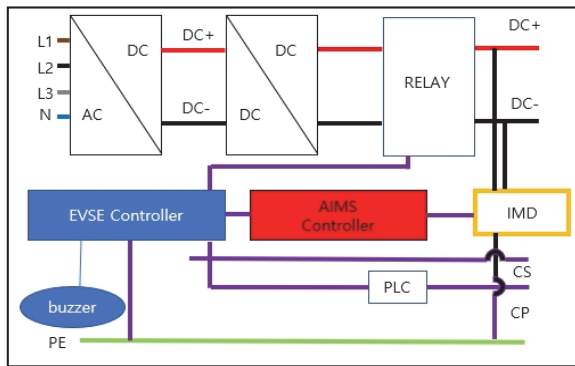 L1
L2
L3
N
AC
DC
DC+
DC-
DC
DC
RELAY
DC+
DC-
EVSE Controller
AIMS
Controller
IMD
buzzer
PLC
CS
CP
PE